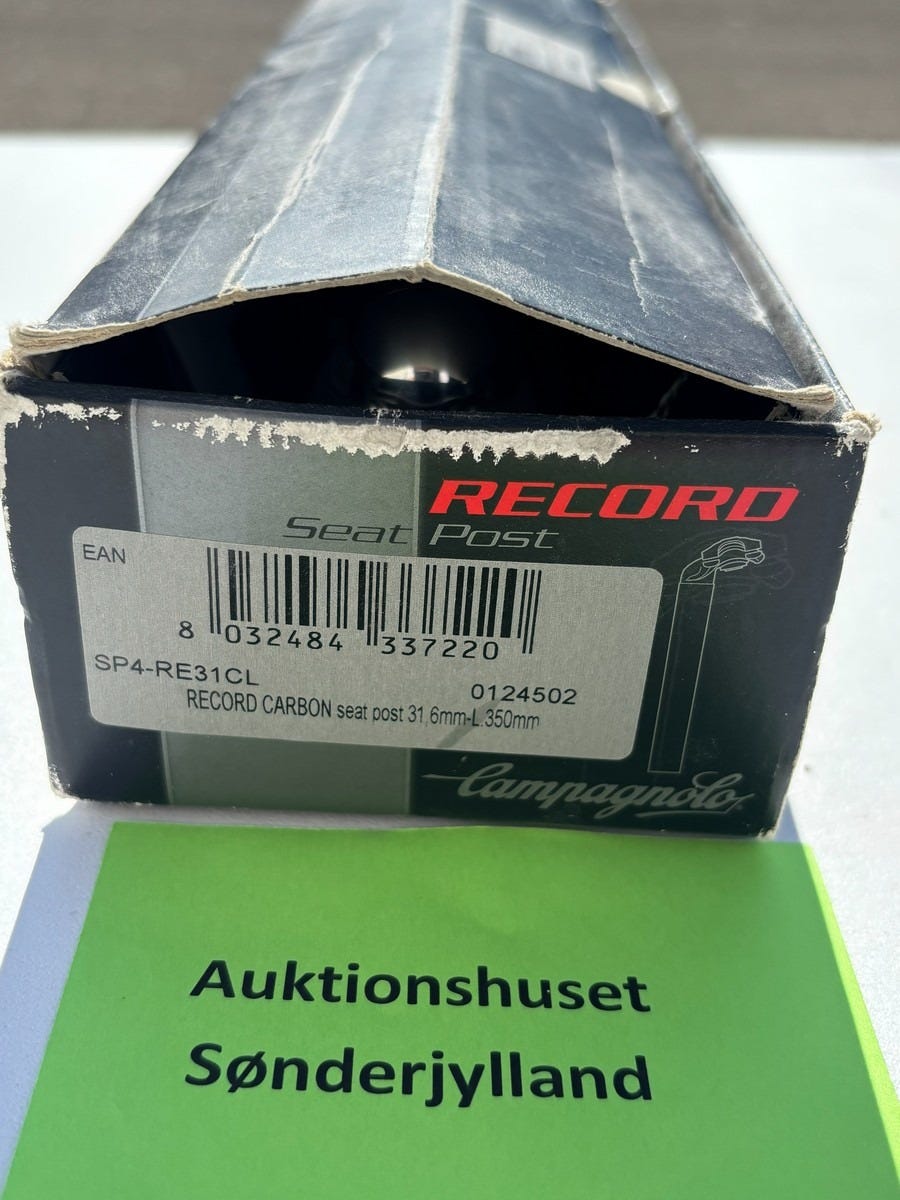 RECORD
Seat Post
EAN
8 032484 337220
SP4-RE31CL
0124502
RECORD CARBON seat post 31,6mm-L.350mm
Campagnolo
Auktionshuset
Sønderjylland